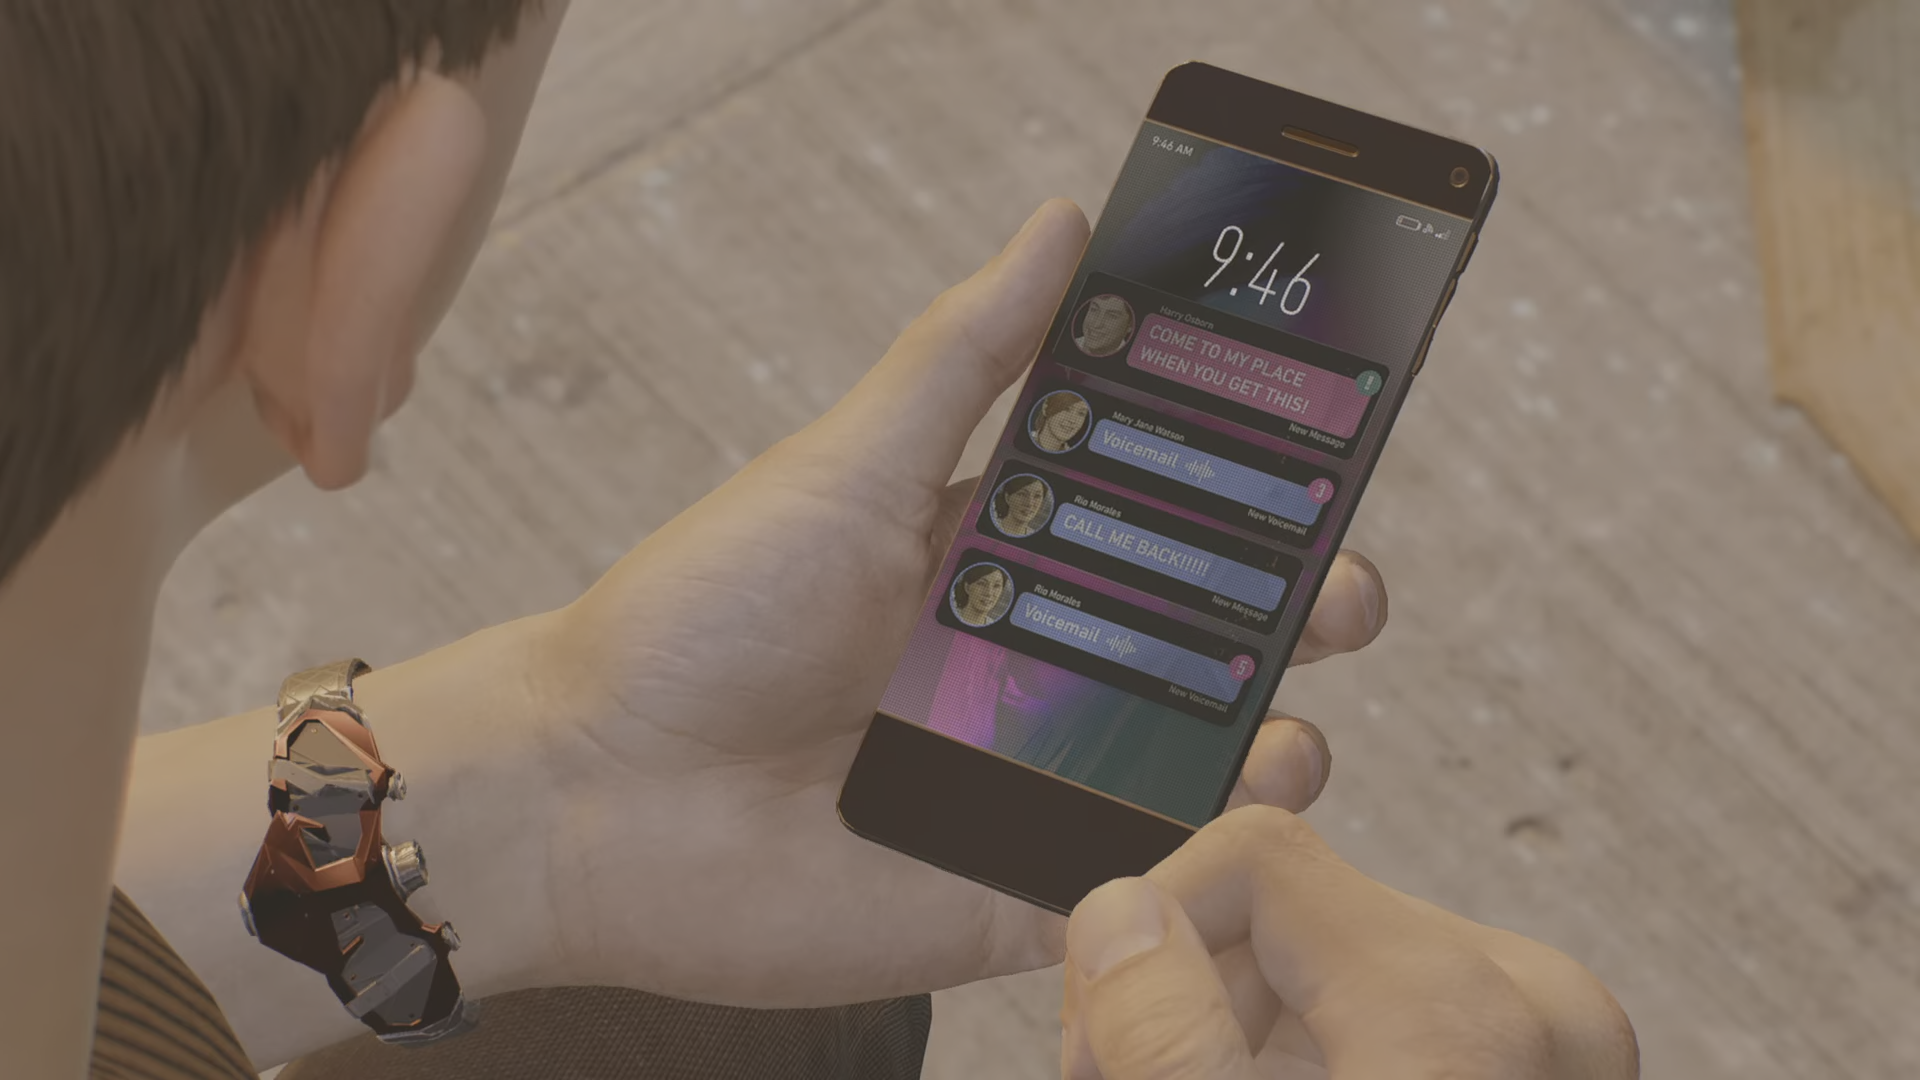 9:46 AM
9:46
Harry Osborn
COME TO MY PLACE
WHEN YOU GET THIS!
!
New Message
Mary Jane Watson
Voicemail
3
New Voicemail
Rio Morales
CALL ME BACK!!!!!
New Message
Rio Morales
Voicemail
5
New Voicemail